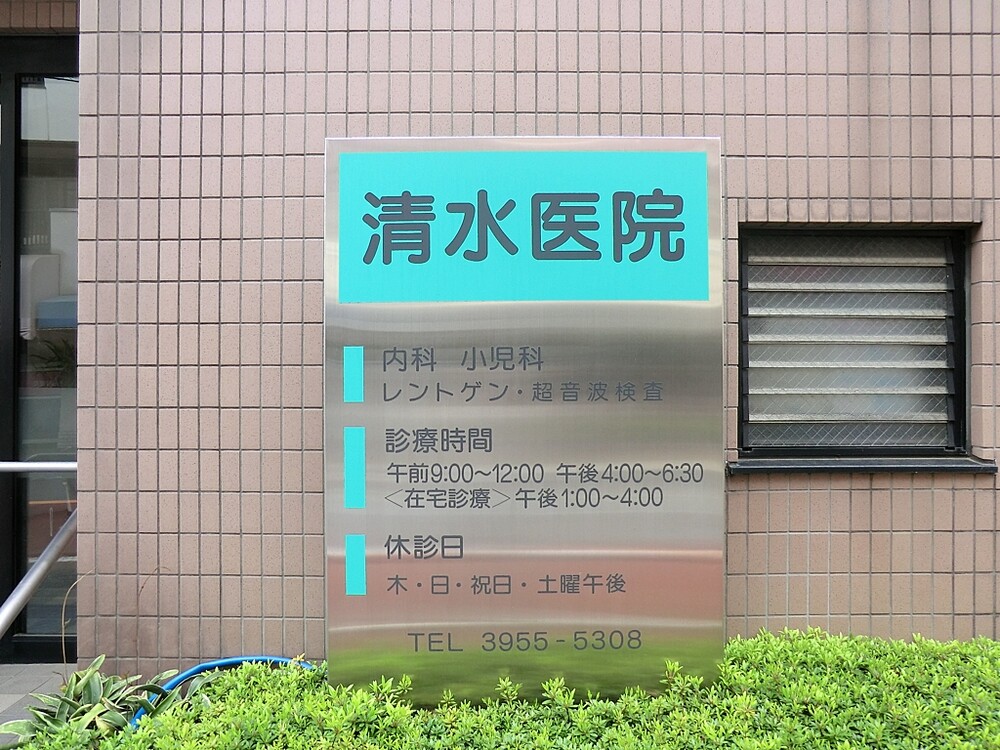 清水医院
内科 小児科
レントゲン・超音波検査
診療時間
午前9:00〜12:00 午後4:00〜6:30
＜在宅診療＞午後1:00〜4:00
休診日
木・日・祝日・土曜午後
TEL 3955-5308